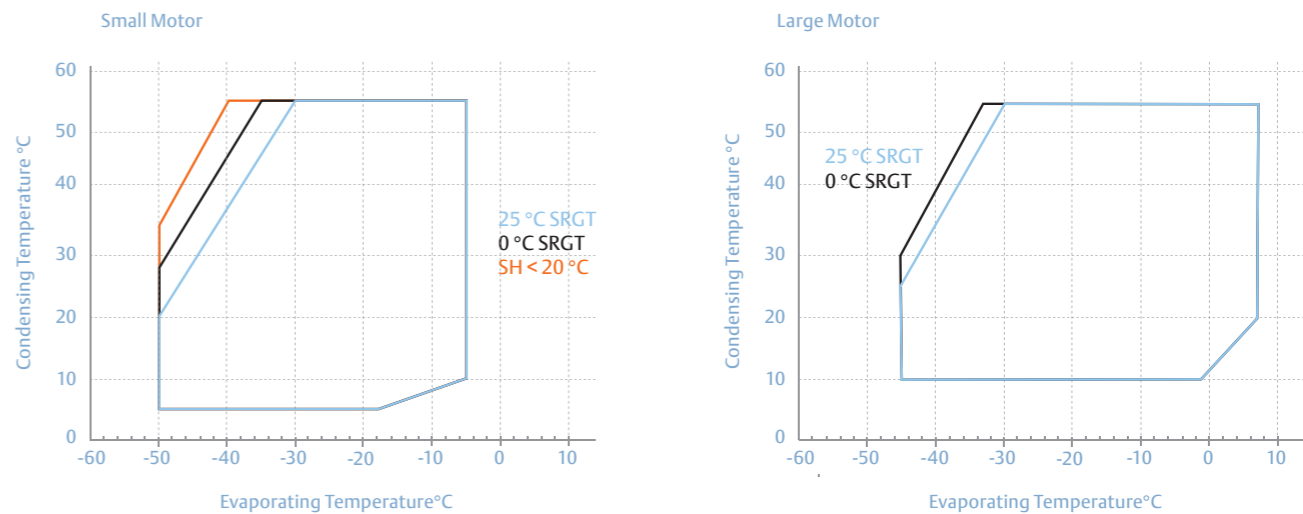 Small Motor
Condensing Temperature °C
60
50
40
30
20
10
0
-60 -50 -40 -30 -20 -10 0 10
25 °C SRGT
0 °C SRGT
SH < 20 °C
Evaporating Temperature°C
Large Motor
Condensing Temperature °C
60
50
40
30
20
10
0
-60 -50 -40 -30 -20 -10 0 10
25 °C SRGT
0 °C SRGT
Evaporating Temperature°C